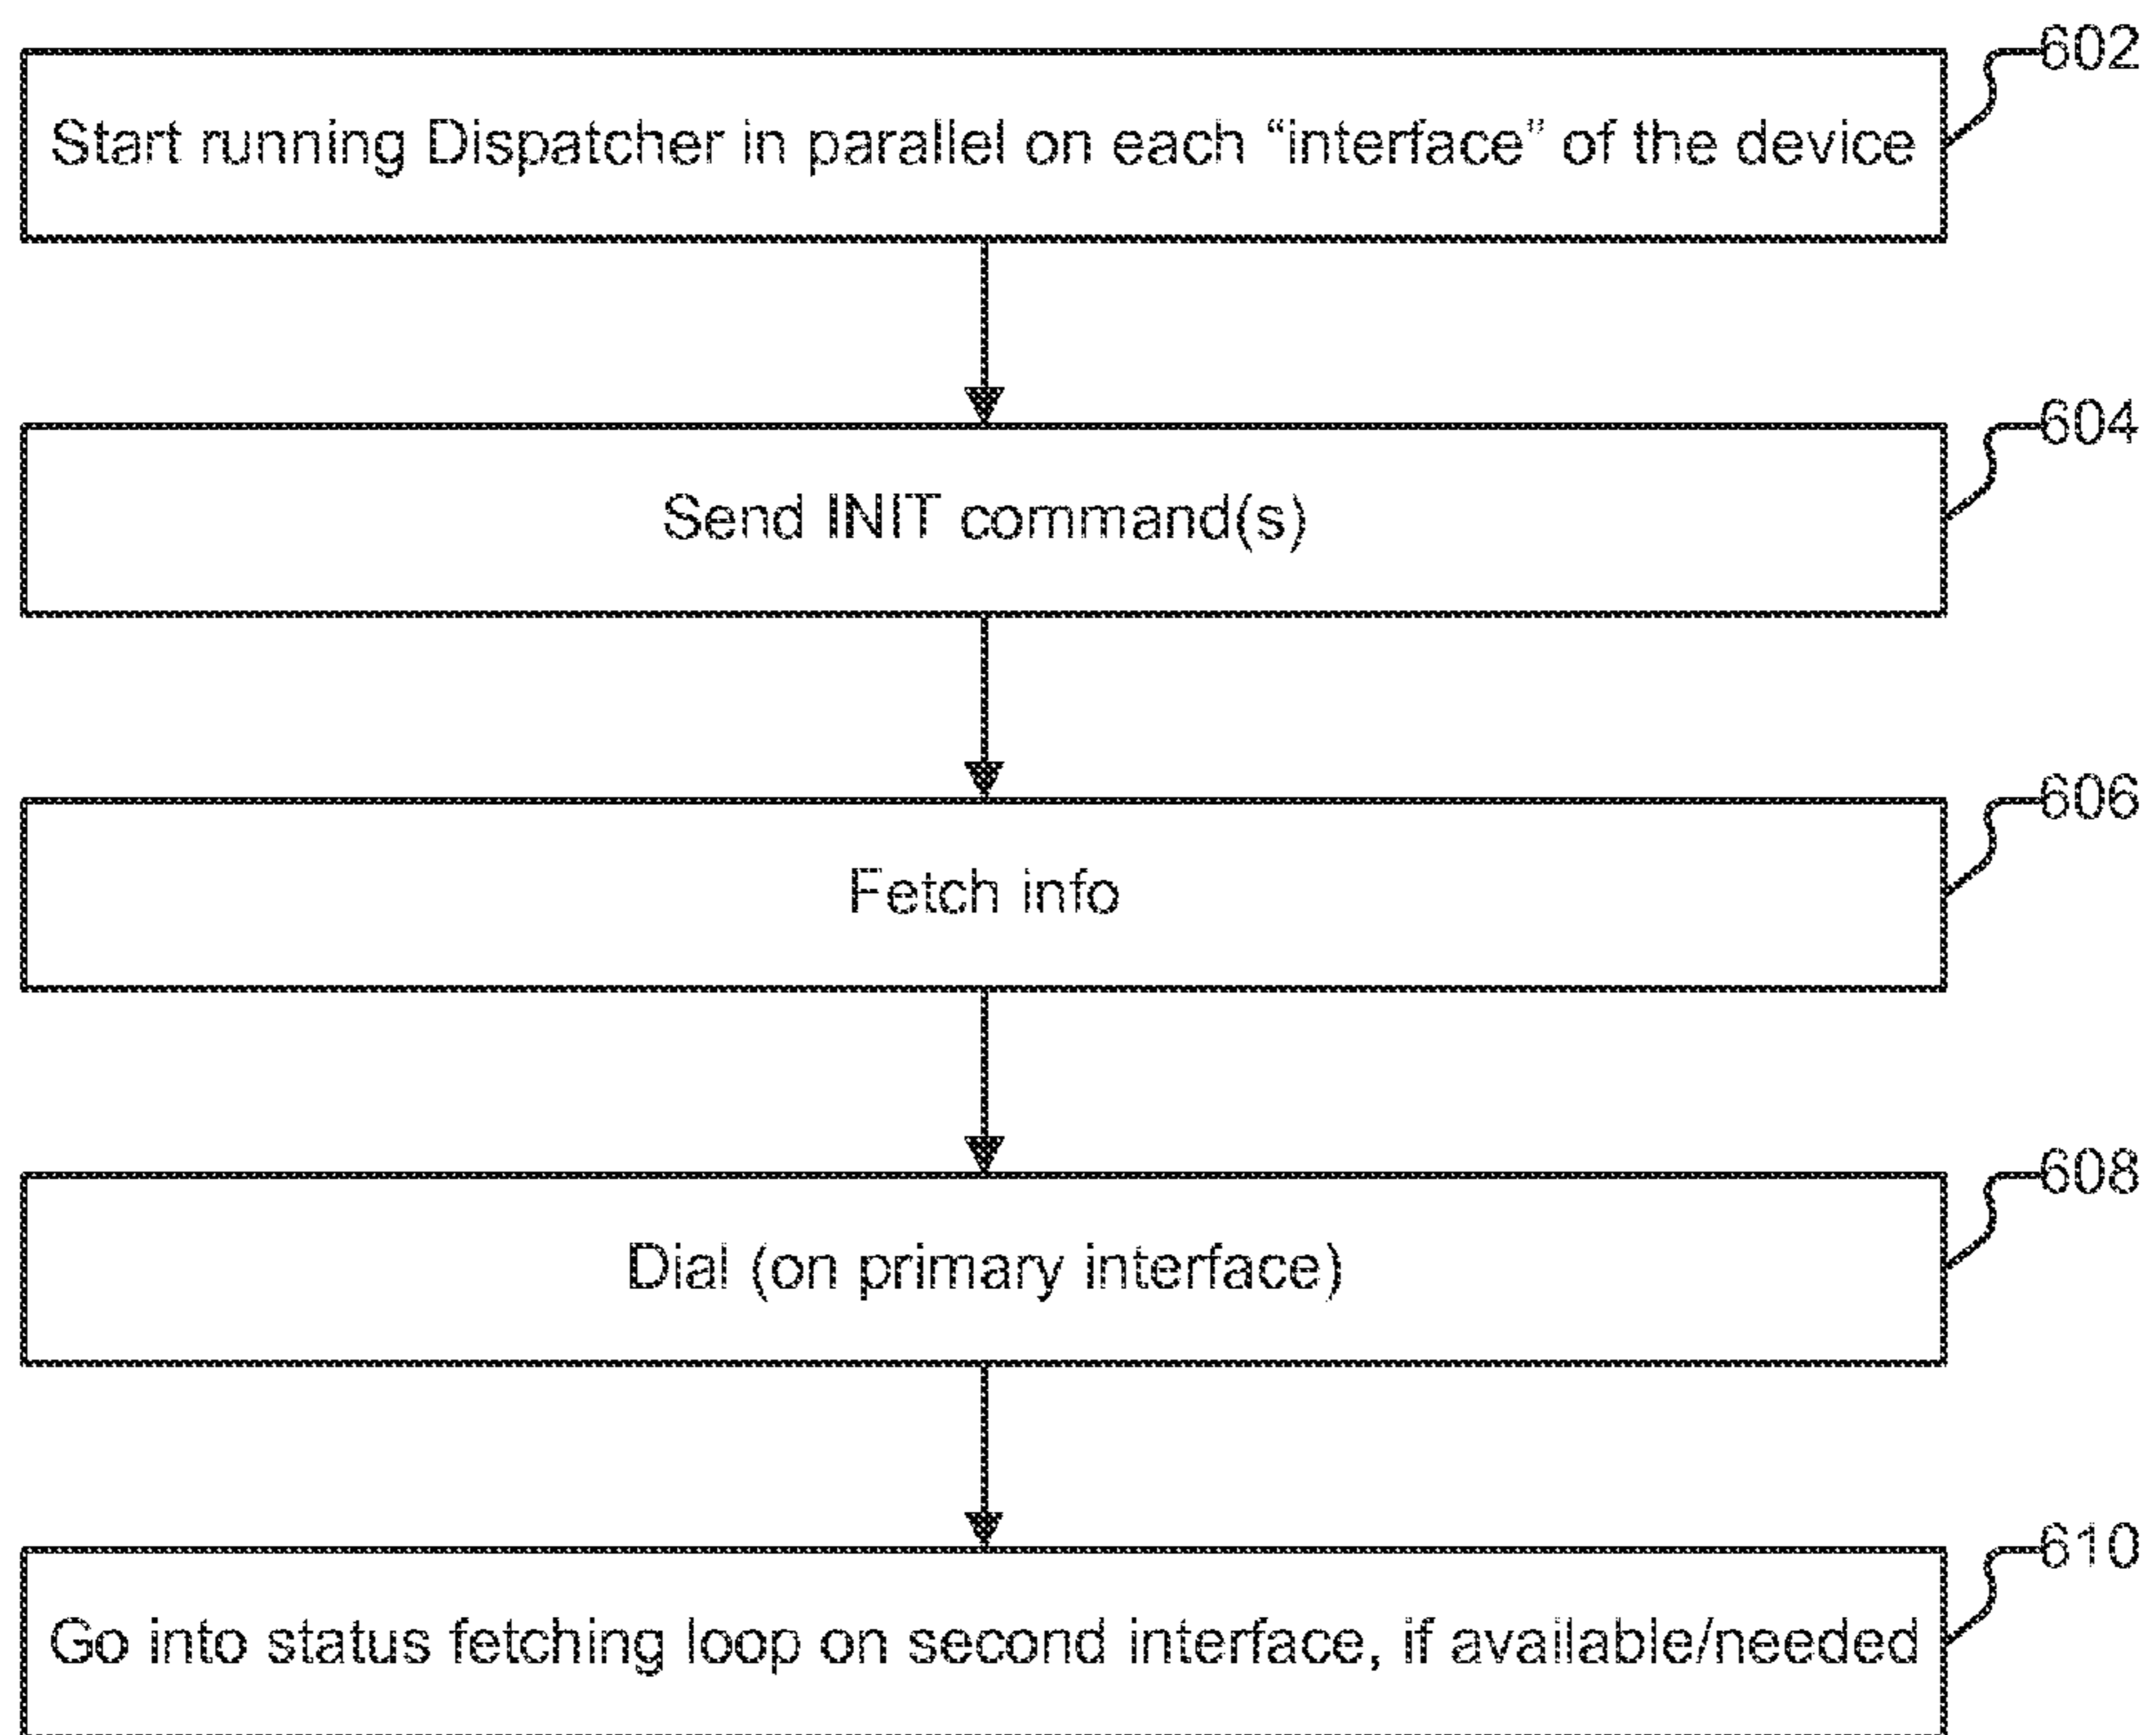 602
Start running Dispatcher in parallel on each “interface” of the device
604
Send INIT command(s)
606
Fetch info
608
Dial (on primary interface)
610
Go into status fetching loop on second interface, if available/needed